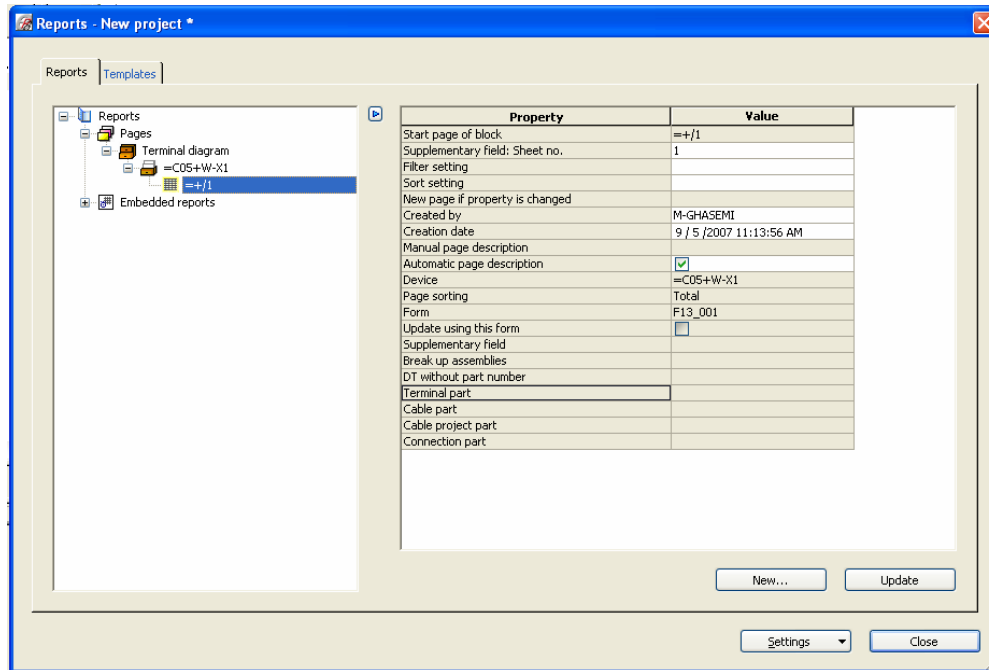 Reports - New project *
Reports Templates
Reports
Pages
Terminal diagram
=C05+W-X1
=+/1
Embedded reports
Property Value
Start page of block =+/1
Supplementary field: Sheet no. 1
Filter setting
Sort setting
New page if property is changed
Created by M-GHASEMI
Creation date 9 / 5 /2007 11:13:56 AM
Manual page description
Automatic page description
Device =C05+W-X1
Page sorting Total
Form F13_001
Update using this form
Supplementary field
Break up assemblies
DT without part number
Terminal part
Cable part
Cable project part
Connection part
New... Update
Settings Close